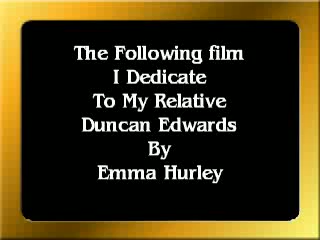 The Following film
I Dedicate
To My Relative
Duncan Edwards
By
Emma Hurley